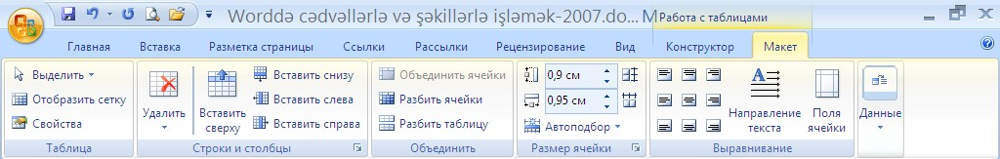 Worddə cədvəllərlə və şəkillərlə işləmək-2007.do... M
Работа с таблицами
Главная Вставка Разметка страницы Ссылки Рассылки Рецензирование Вид Конструктор Макет
Выделить
Отобразить сетку
Свойства
Таблица
Удалить
Вставить сверху
Вставить снизу
Вставить слева
Вставить справа
Строки и столбцы
Объединить ячейки
Разбить ячейки
Разбить таблицу
Объединить
0,9 см
0,95 см
Автоподбор
Размер ячейки
Направление текста
Поля ячейки
Выравнивание
Данные